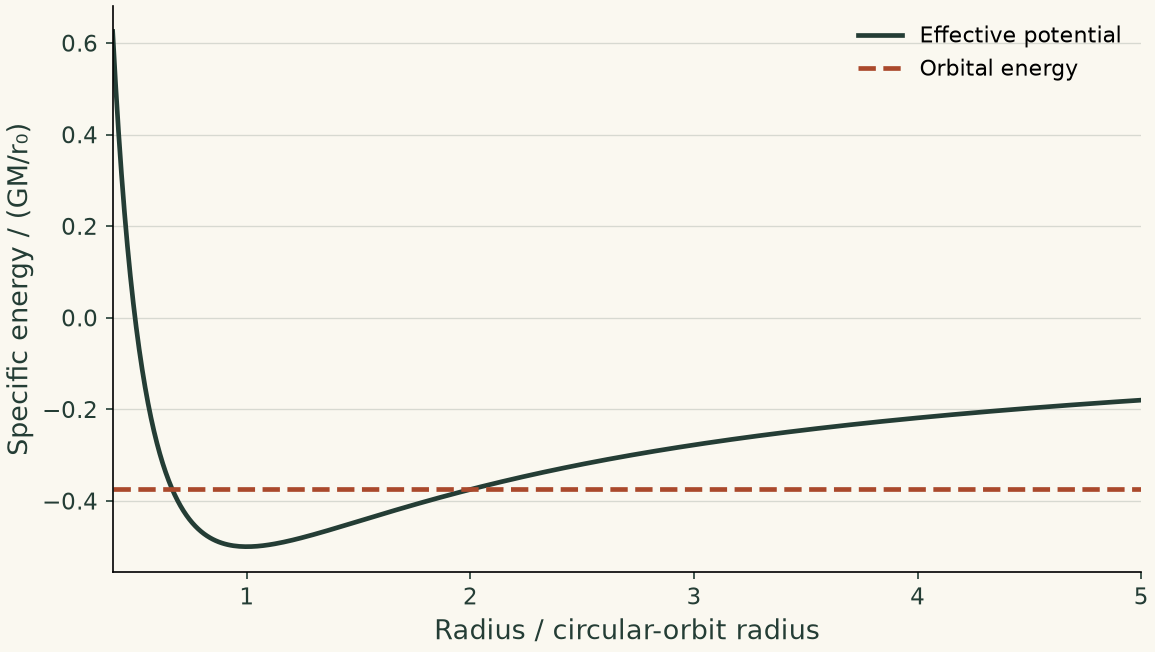 Effective potential
Orbital energy
Specific energy / (GM/r₀)
0.6
0.4
0.2
0.0
−0.2
−0.4
1
2
3
4
5
Radius / circular-orbit radius